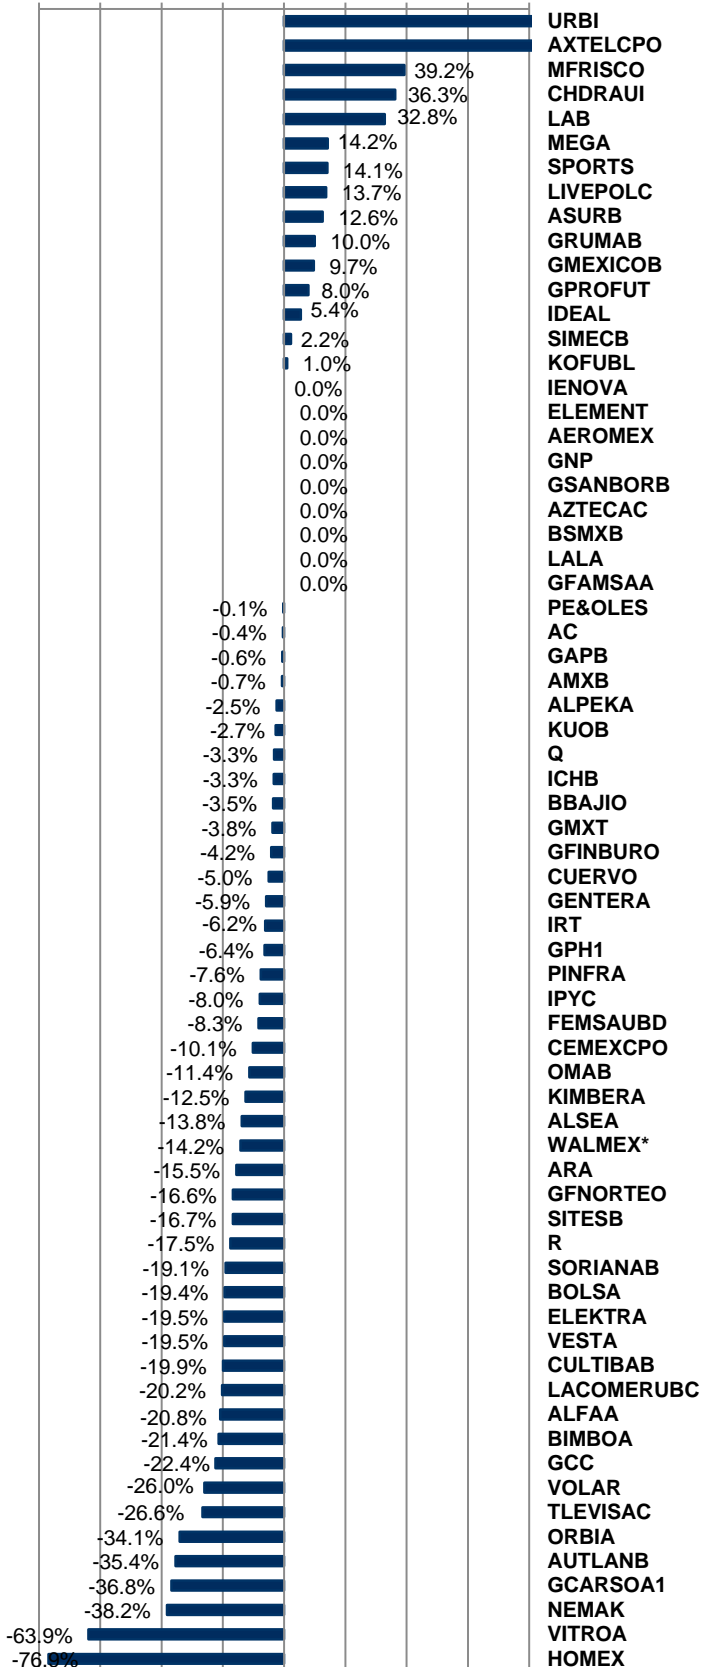 URBI
AXTELCPO
39.2% MFRISCO
36.3% CHDRAUI
32.8% LAB
14.2% MEGA
14.1% SPORTS
13.7% LIVEPOLC
12.6% ASURB
10.0% GRUMAB
9.7% GMEXICOB
8.0% GPROFUT
5.4% IDEAL
2.2% SIMECB
1.0% KOFUBL
0.0% IENOVA
0.0% ELEMENT
0.0% AEROMEX
0.0% GNP
0.0% GSANBORB
0.0% AZTECAC
0.0% BSMXB
0.0% LALA
0.0% GFAMSAA
-0.1% PE&OLES
-0.4% AC
-0.6% GAPB
-0.7% AMXB
-2.5% ALPEKA
-2.7% KUOB
-3.3% Q
-3.3% ICHB
-3.5% BBAJIO
-3.8% GMXT
-4.2% GFINBURO
-5.0% CUERVO
-5.9% GENTERA
-6.2% IRT
-6.4% GPH1
-7.6% PINFRA
-8.0% IPYC
-8.3% FEMSAUBD
-10.1% CEMEXCPO
-11.4% OMAB
-12.5% KIMBERA
-13.8% ALSEA
-14.2% WALMEX*
-15.5% ARA
-16.6% GFNORTEO
-16.7% SITESB
-17.5% R
-19.1% SORIANAB
-19.4% BOLSA
-19.5% ELEKTRA
-19.5% VESTA
-19.9% CULTIBAB
-20.2% LACOMERUBC
-20.8% ALFAA
-21.4% BIMBOA
-22.4% GCC
-26.0% VOLAR
-26.6% TLEVISAC
-34.1% ORBIA
-35.4% AUTLANB
-36.8% GCARSOA1
-38.2% NEMAK
-63.9% VITROA
-76.9% HOMEX